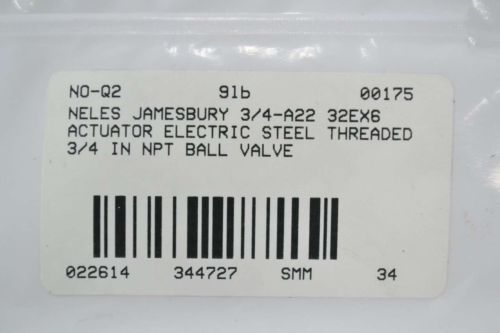 NO-Q2 9lb 00175
NELES JAMESBURY 3/4-A22 32EX6
ACTUATOR ELECTRIC STEEL THREADED
3/4 IN NPT BALL VALVE
022614 344727 SMM 34